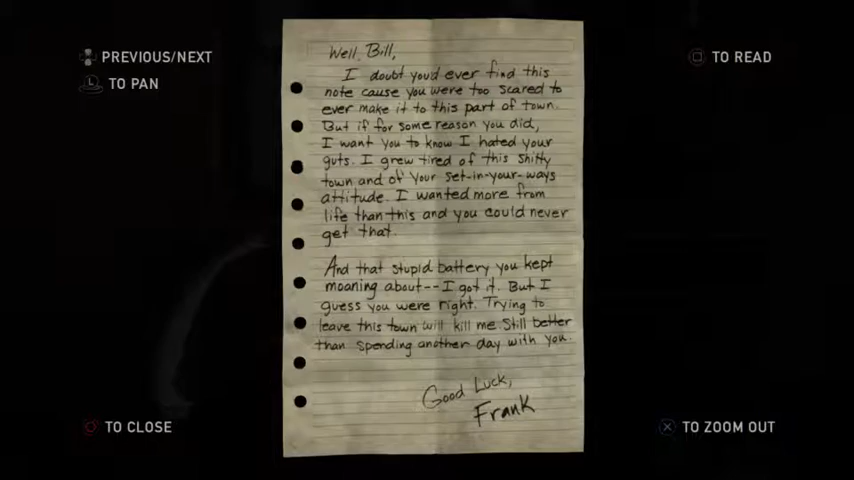 PREVIOUS/NEXT
L
TO PAN
TO READ
Well, Bill,
I doubt you'd ever find this
note cause you were too scared to
ever make it to this part of town.
But if for some reason you did,
I want you to know I hated your
guts. I grew tired of this shitty
town and of your set-in-your-ways
attitude. I wanted more from
life than this and you could never
get that.
And that stupid battery you kept
moaning about-- I got it. But I
guess you were right. Trying to
leave this town will kill me. Still better
than spending another day with you.
Good Luck,
Frank
TO CLOSE
TO ZOOM OUT